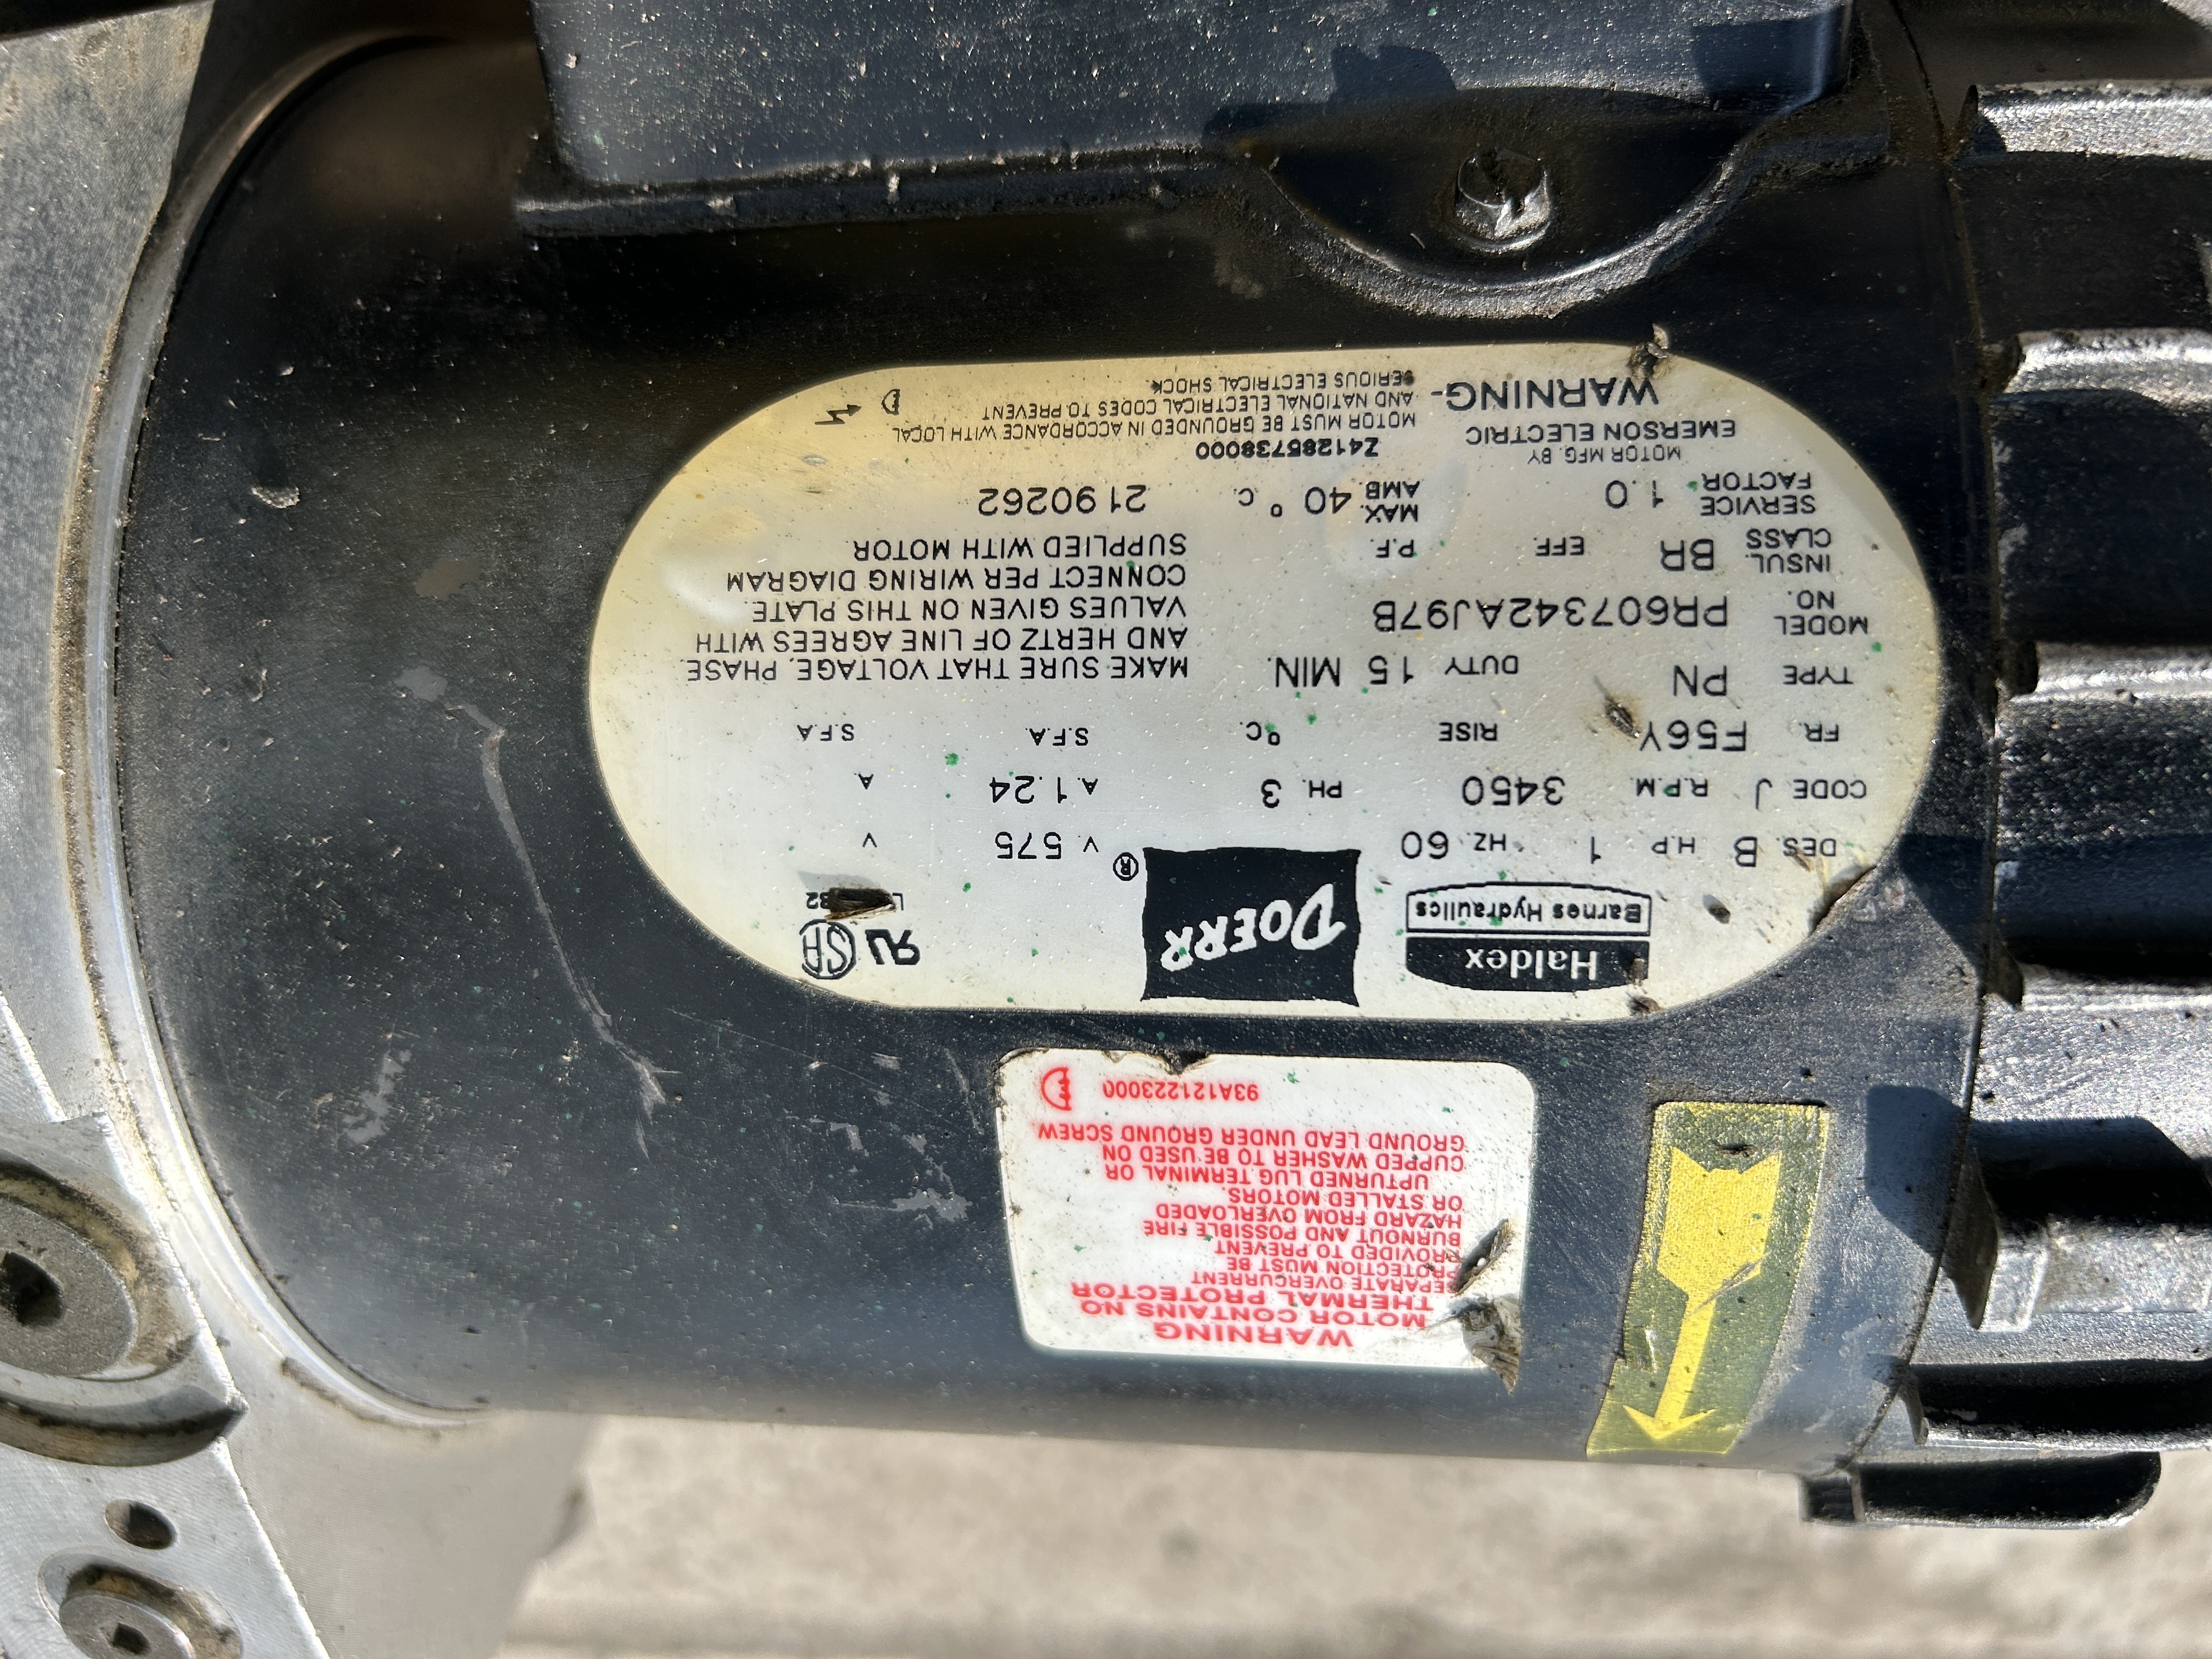 WARNING
MOTOR CONTAINS NO
THERMAL PROTECTOR
SEPARATE OVERCURRENT
PROTECTION MUST BE
PROVIDED TO PREVENT
BURNOUT AND POSSIBLE FIRE
HAZARD FROM OVERLOADED
OR STALLED MOTORS.
UPTURNED LUG TERMINAL OR
CUPPED WASHER TO BE USED ON
GROUND LEAD UNDER GROUND SCREW.
93A121223000
Haldex
Barnes Hydraulics
DOERR ®
SA
DES. B H.P. 1 HZ. 60 V. 575 V
CODE J R.P.M. 3450 PH. 3 A. 1.24 A
FR. F56Y RISE °C. S.F.A. S.F.A.
TYPE PN DUTY 15 MIN.
MODEL NO. PR607342AJ97B
INSUL. CLASS BR EFF. P.F.
SERVICE FACTOR 1.0 MAX. AMB. 40 °C. 2190262
MAKE SURE THAT VOLTAGE, PHASE,
AND HERTZ OF LINE AGREES WITH
VALUES GIVEN ON THIS PLATE.
CONNECT PER WIRING DIAGRAM
SUPPLIED WITH MOTOR.
MOTOR MFG. BY
EMERSON ELECTRIC
Z41285738000
WARNING-
MOTOR MUST BE GROUNDED IN ACCORDANCE WITH LOCAL
AND NATIONAL ELECTRICAL CODES TO PREVENT
SERIOUS ELECTRICAL SHOCK.